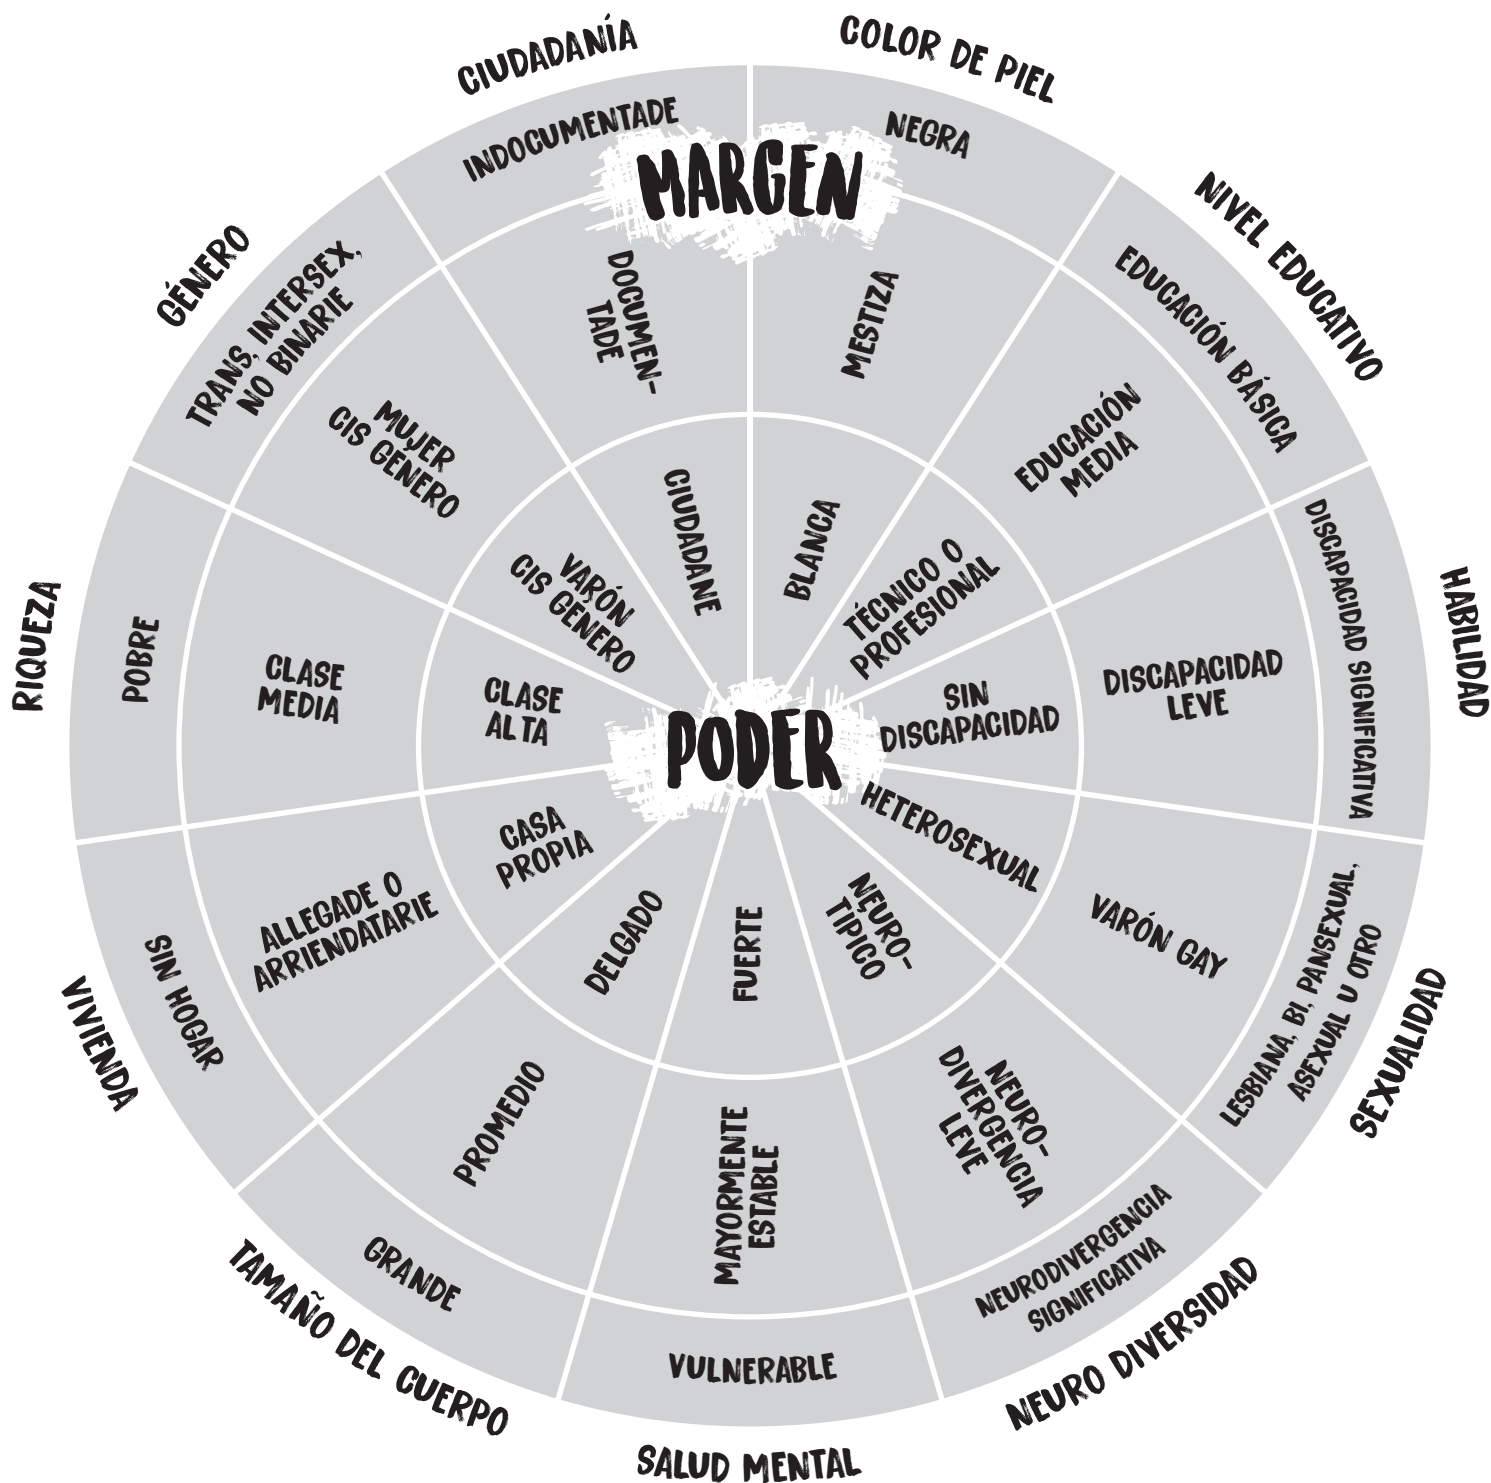 MARGEN
PODER
COLOR DE PIEL
NEGRA
MESTIZA
BLANCA
NIVEL EDUCATIVO
EDUCACIÓN BÁSICA
EDUCACIÓN
MEDIA
TÉCNICO O
PROFESIONAL
HABILIDAD
DISCAPACIDAD SIGNIFICATIVA
DISCAPACIDAD
LEVE
SIN
DISCAPACIDAD
SEXUALIDAD
LESBIANA, BI, PANSEXUAL,
ASEXUAL U OTRO
VARÓN GAY
HETEROSEXUAL
NEURO DIVERSIDAD
NEURODIVERGENCIA
SIGNIFICATIVA
NEURO-
DIVERGENCIA
LEVE
NEURO-
TÍPICO
SALUD MENTAL
VULNERABLE
MAYORMENTE
ESTABLE
FUERTE
TAMAÑO DEL CUERPO
GRANDE
PROMEDIO
DELGADO
VIVIENDA
SIN HOGAR
ALLEGADE O
ARRIENDATARIE
CASA
PROPIA
RIQUEZA
POBRE
CLASE
MEDIA
CLASE
ALTA
GÉNERO
TRANS, INTERSEX,
NO BINARIE
MUJER
CIS GÉNERO
VARÓN
CIS GÉNERO
CIUDADANÍA
INDOCUMENTADE
DOCUMEN-
TADE
CIUDADANE